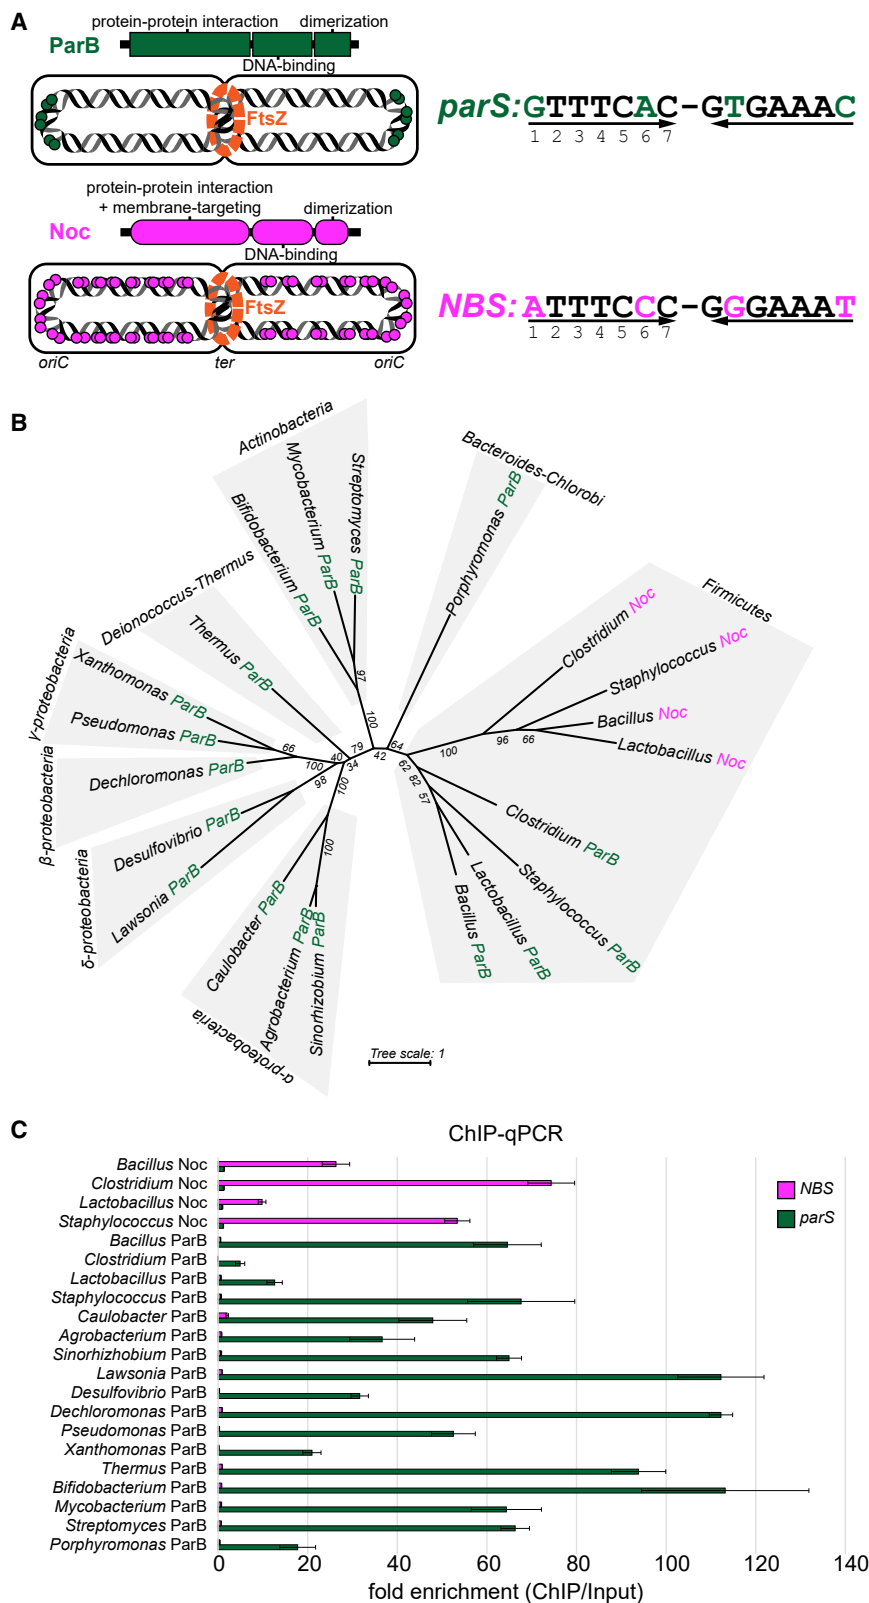 A
protein-protein interaction dimerization
ParB
DNA-binding
FtsZ
parS: GTTTCAC-GTGAAAC
1 2 3 4 5 6 7
protein-protein interaction
+ membrane-targeting dimerization
Noc
DNA-binding
FtsZ
NBS: ATTTCCC-GGGAAAT
1 2 3 4 5 6 7
oriC ter oriC
B
Actinobacteria
Bifidobacterium ParB
Mycobacterium ParB
Streptomyces ParB
Bacteroides-Chlorobi
Porphyromonas ParB
Firmicutes
Clostridium Noc
Staphylococcus Noc
Bacillus Noc
Lactobacillus Noc
Clostridium ParB
Staphylococcus ParB
Lactobacillus ParB
Bacillus ParB
Deionococcus-Thermus
Thermus ParB
γ-proteobacteria
Xanthomonas ParB
Pseudomonas ParB
β-proteobacteria
Dechloromonas ParB
δ-proteobacteria
Desulfovibrio ParB
Lawsonia ParB
α-proteobacteria
Caulobacter ParB
Agrobacterium ParB
Sinorhizobium ParB
97
100
79
40
34
66
100
98
100
100
42
64
100
96
66
62
82
57
Tree scale: 1
C
ChIP-qPCR
Bacillus Noc
Clostridium Noc
Lactobacillus Noc
Staphylococcus Noc
Bacillus ParB
Clostridium ParB
Lactobacillus ParB
Staphylococcus ParB
Caulobacter ParB
Agrobacterium ParB
Sinorhizhobium ParB
Lawsonia ParB
Desulfovibrio ParB
Dechloromonas ParB
Pseudomonas ParB
Xanthomonas ParB
Thermus ParB
Bifidobacterium ParB
Mycobacterium ParB
Streptomyces ParB
Porphyromonas ParB
NBS
parS
0 20 40 60 80 100 120 140
fold enrichment (ChIP/Input)